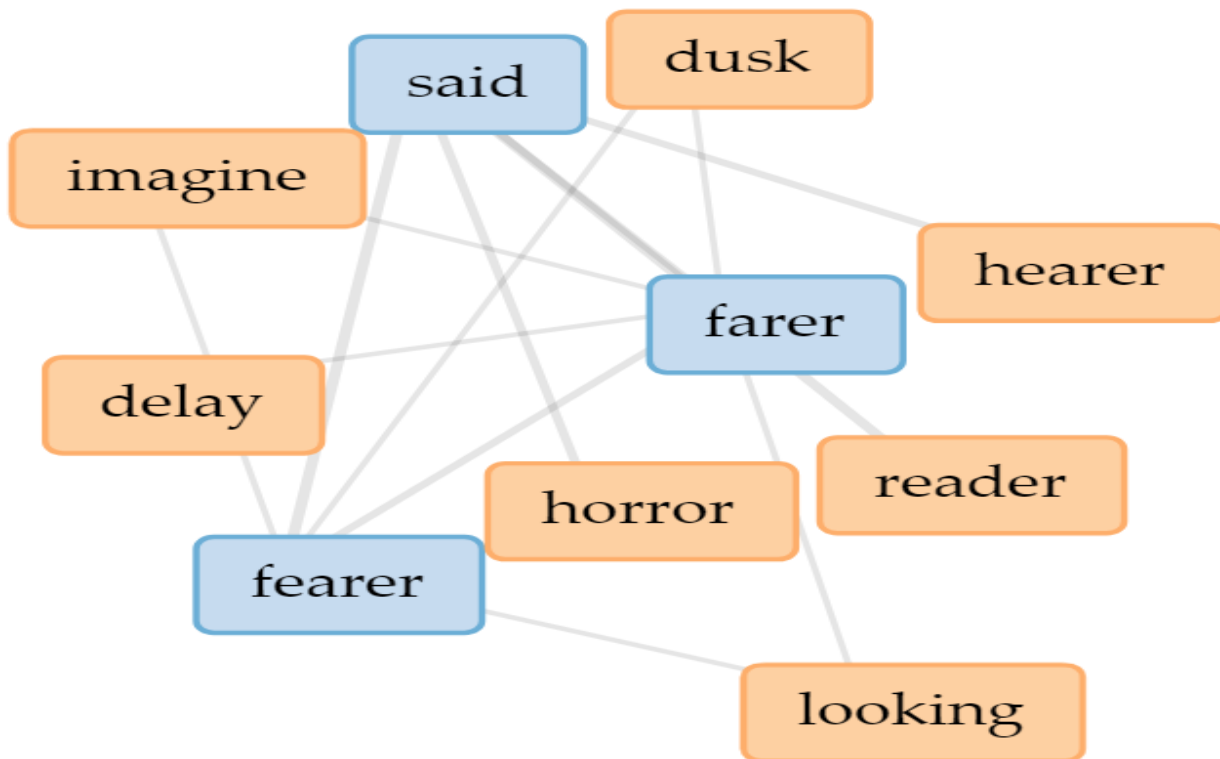 dusk
said
imagine
hearer
farer
delay
reader
horror
fearer
looking